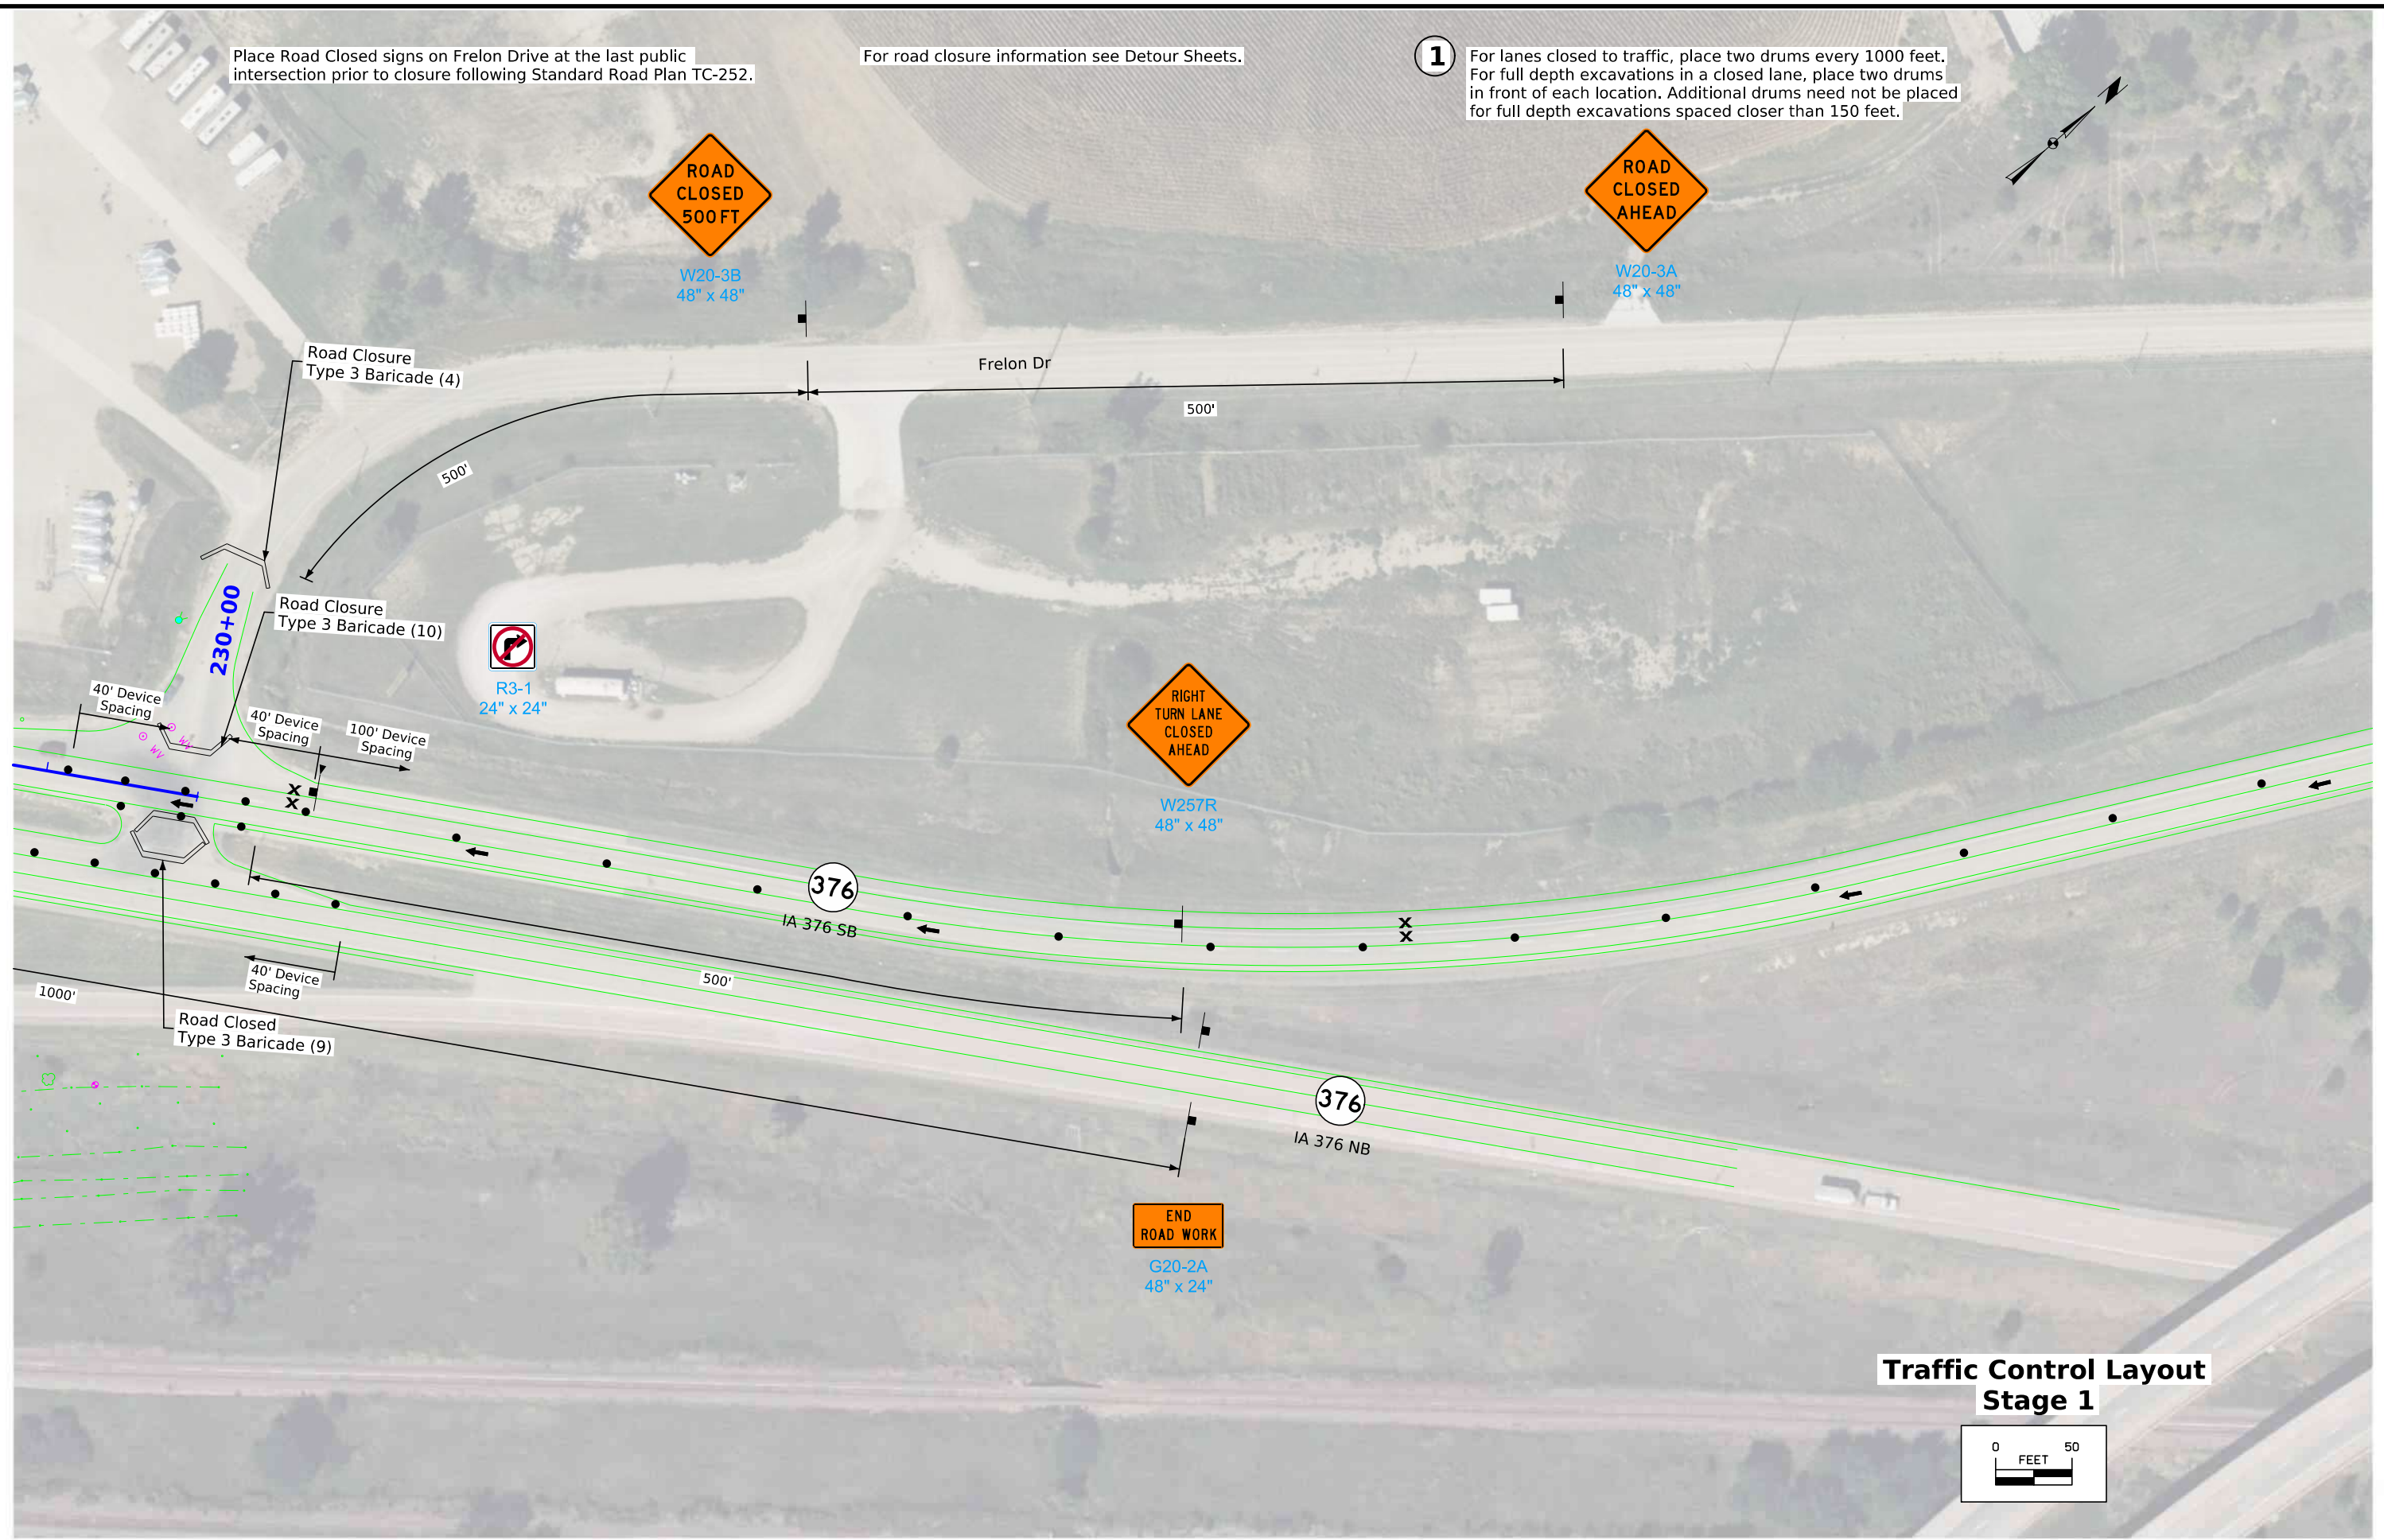 Place Road Closed signs on Frelon Drive at the last public
intersection prior to closure following Standard Road Plan TC-252.
For road closure information see Detour Sheets.
1
For lanes closed to traffic, place two drums every 1000 feet.
For full depth excavations in a closed lane, place two drums
in front of each location. Additional drums need not be placed
for full depth excavations spaced closer than 150 feet.
ROAD
CLOSED
500 FT
W20-3B
48" x 48"
ROAD
CLOSED
AHEAD
W20-3A
48" x 48"
Road Closure
Type 3 Baricade (4)
Frelon Dr
500'
500'
230+00
Road Closure
Type 3 Baricade (10)
R3-1
24" x 24"
40' Device
Spacing
40' Device
Spacing
100' Device
Spacing
WV
WV
X
X
RIGHT
TURN LANE
CLOSED
AHEAD
W257R
48" x 48"
376
IA 376 SB
X
X
40' Device
Spacing
500'
1000'
Road Closed
Type 3 Baricade (9)
376
IA 376 NB
END
ROAD WORK
G20-2A
48" x 24"
Traffic Control Layout
Stage 1
0 50
FEET